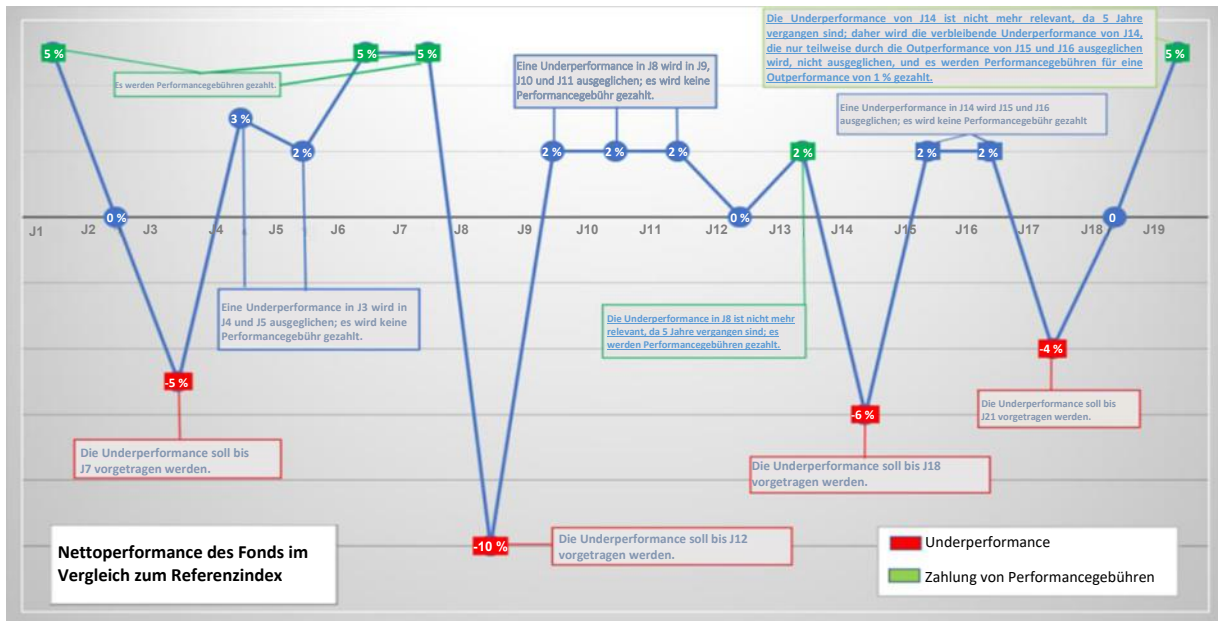 Die Underperformance von J14 ist nicht mehr relevant, da 5 Jahre
vergangen sind; daher wird die verbleibende Underperformance von J14,
die nur teilweise durch die Outperformance von J15 und J16 ausgeglichen
wird, nicht ausgeglichen, und es werden Performancegebühren für eine
Outperformance von 1 % gezahlt.
5 %
5 %
5 %
5 %
Es werden Performancegebühren gezahlt.
Eine Underperformance in J8 wird in J9,
J10 und J11 ausgeglichen; es wird keine
Performancegebühr gezahlt.
Eine Underperformance in J14 wird J15 und J16
ausgeglichen; es wird keine Performancegebühr gezahlt
3 %
2 %
2 %
2 %
2 %
2 %
2 %
2 %
0 %
0 %
0
J1
J2
J3
J4
J5
J6
J7
J8
J9
J10
J11
J12
J13
J14
J15
J16
J17
J18
J19
Eine Underperformance in J3 wird in
J4 und J5 ausgeglichen; es wird keine
Performancegebühr gezahlt.
Die Underperformance in J8 ist nicht mehr
relevant, da 5 Jahre vergangen sind; es
werden Performancegebühren gezahlt.
-5 %
-4 %
-6 %
Die Underperformance soll bis
J21 vorgetragen werden.
Die Underperformance soll bis
J7 vorgetragen werden.
Die Underperformance soll bis J18
vorgetragen werden.
-10 %
Die Underperformance soll bis J12
vorgetragen werden.
Nettoperformance des Fonds im
Vergleich zum Referenzindex
Underperformance
Zahlung von Performancegebühren